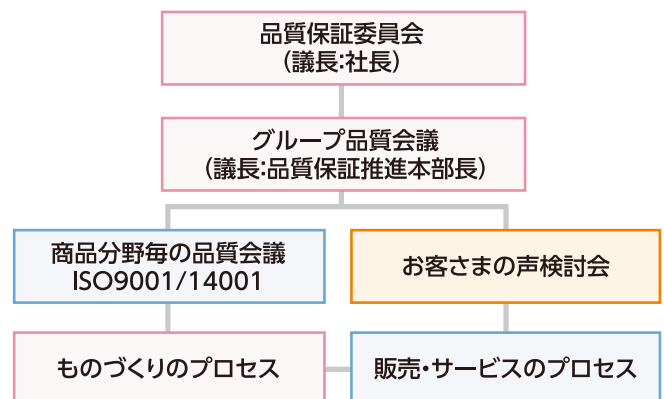 品質保証委員会
（議長:社長）
グループ品質会議
（議長:品質保証推進本部長）
商品分野毎の品質会議
ISO9001/14001
お客さまの声検討会
ものづくりのプロセス
販売・サービスのプロセス